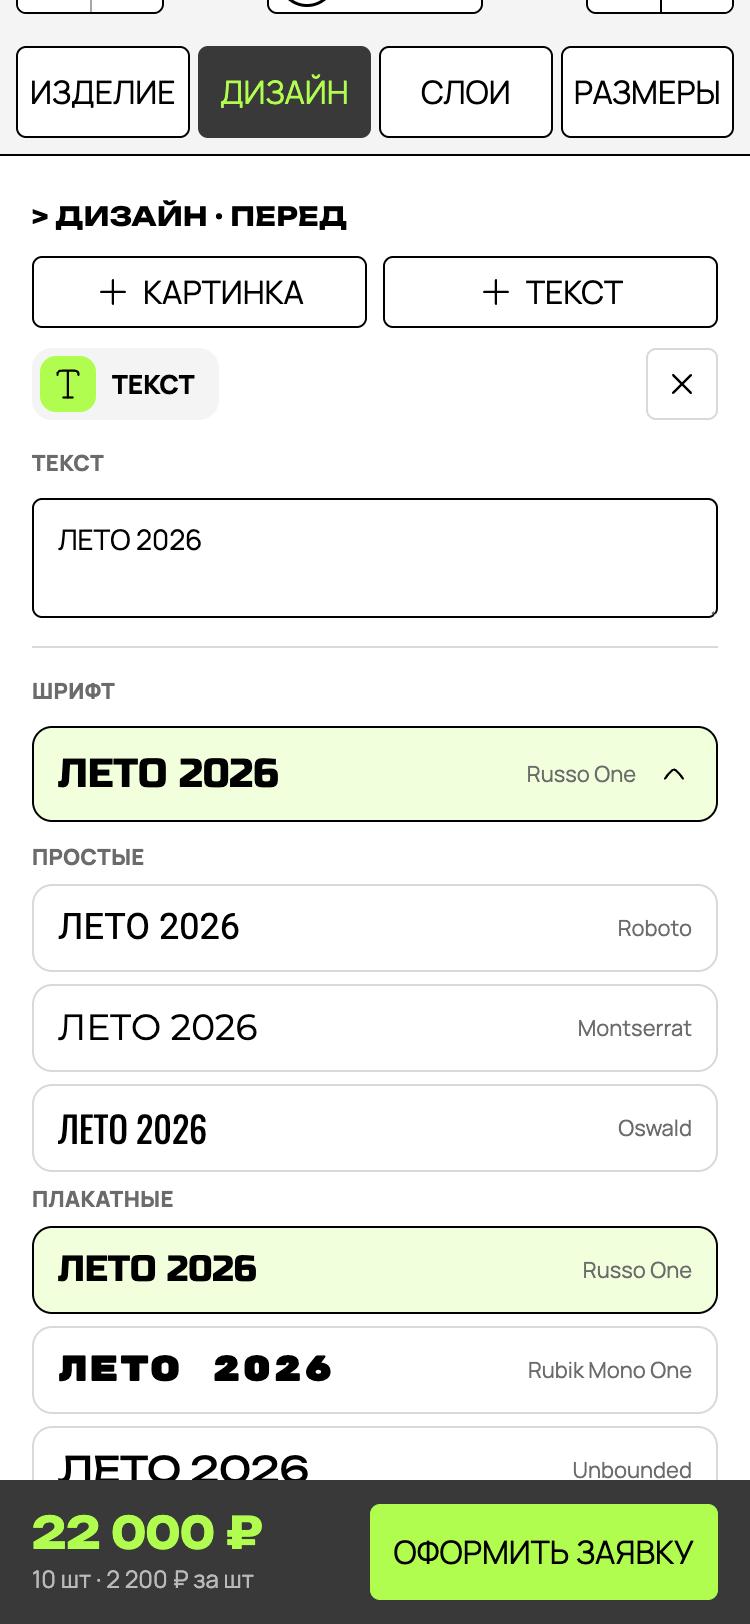 ИЗДЕЛИЕ ДИЗАЙН СЛОИ РАЗМЕРЫ
> ДИЗАЙН · ПЕРЕД
+ КАРТИНКА + ТЕКСТ
T ТЕКСТ ×
ТЕКСТ
ЛЕТО 2026
ШРИФТ
ЛЕТО 2026 Russo One
ПРОСТЫЕ
ЛЕТО 2026 Roboto
ЛЕТО 2026 Montserrat
ЛЕТО 2026 Oswald
ПЛАКАТНЫЕ
ЛЕТО 2026 Russo One
ЛЕТО 2026 Rubik Mono One
ЛЕТО 2026 Unbounded
22 000 ₽ ОФОРМИТЬ ЗАЯВКУ
10 шт · 2 200 ₽ за шт